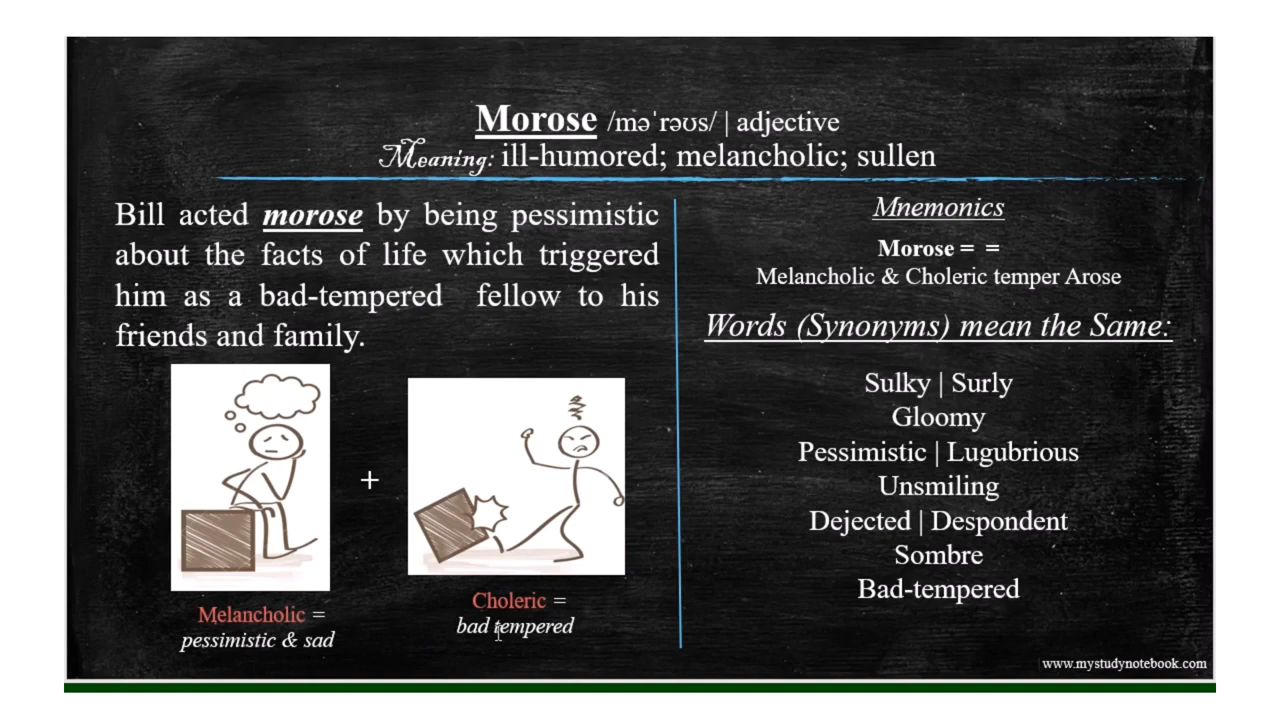 Morose /məˈrəʊs/ | adjective
Meaning: ill-humored; melancholic; sullen
Bill acted morose by being pessimistic
about the facts of life which triggered
him as a bad-tempered fellow to his
friends and family.
+
Melancholic =
pessimistic & sad
Choleric =
bad tempered
Mnemonics
Morose = =
Melancholic & Choleric temper Arose
Words (Synonyms) mean the Same:
Sulky | Surly
Gloomy
Pessimistic | Lugubrious
Unsmiling
Dejected | Despondent
Sombre
Bad-tempered
www.mystudynotebook.com